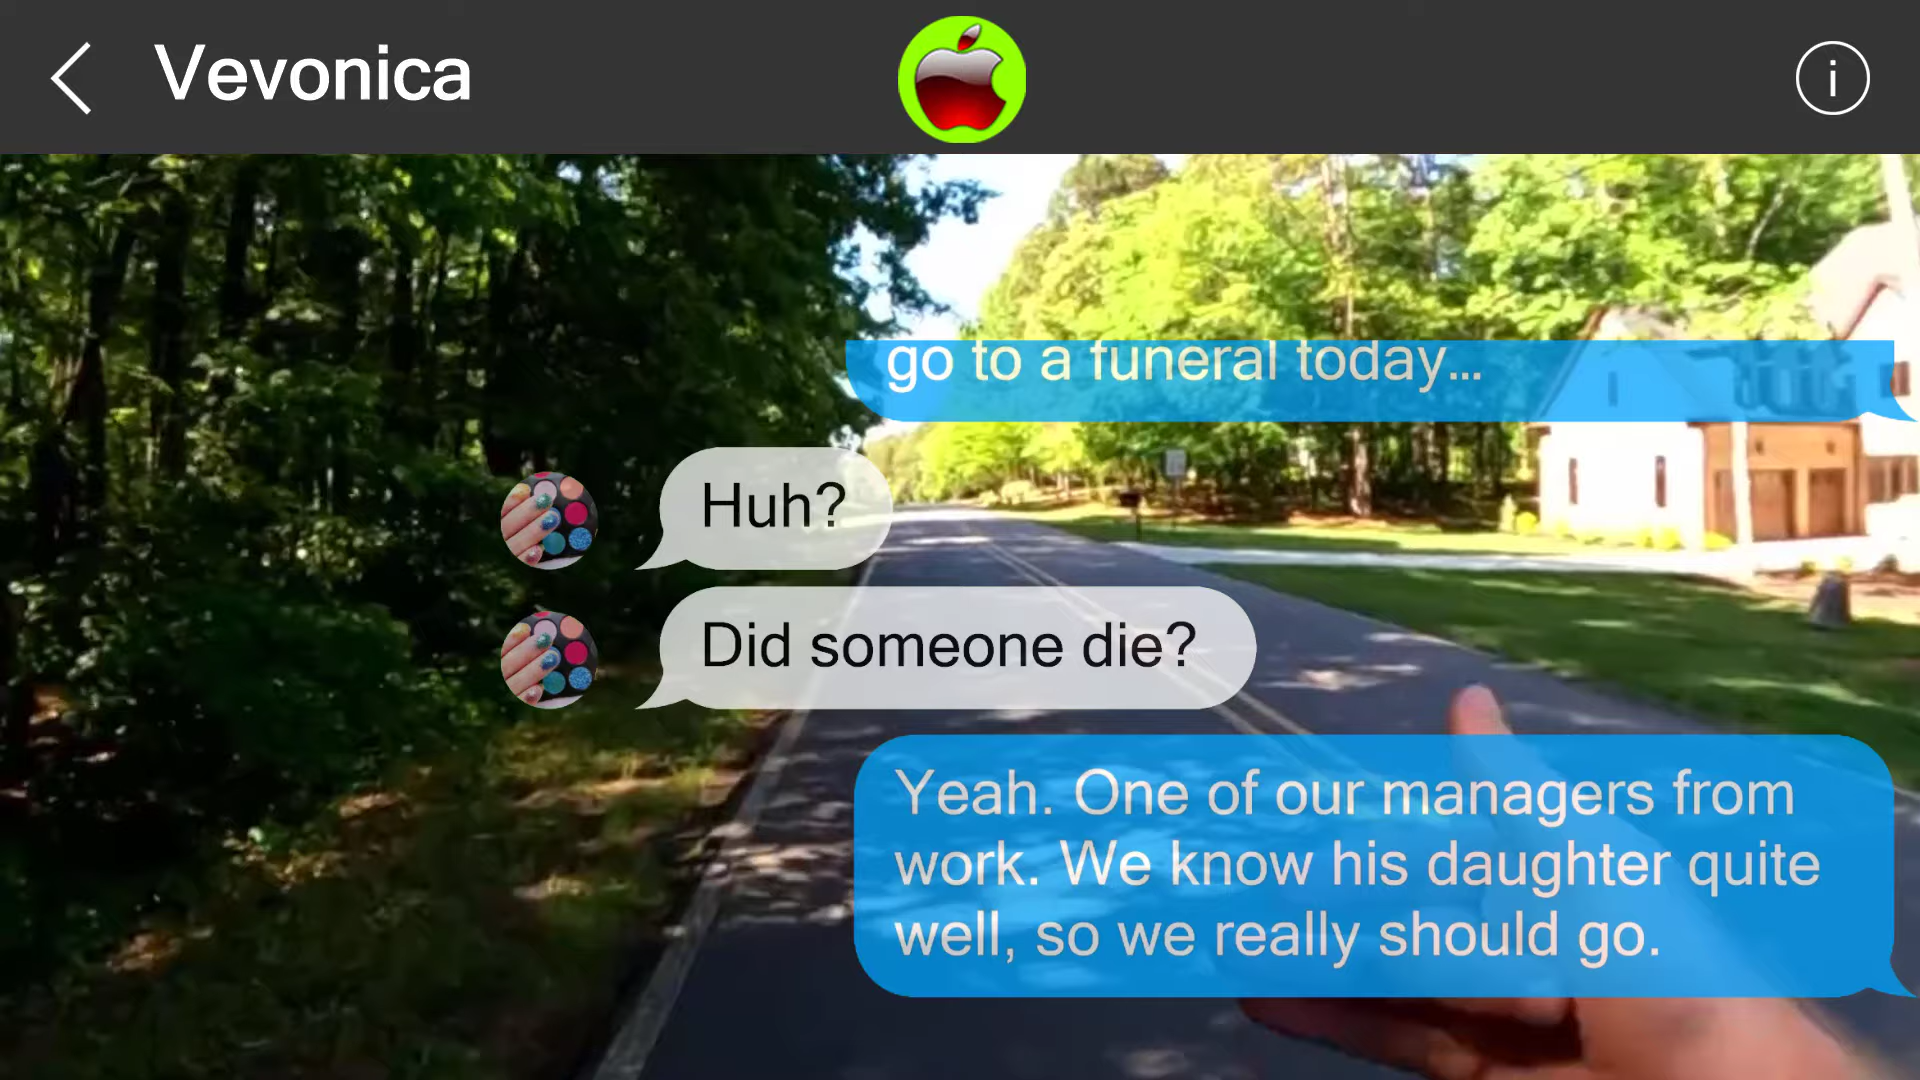 Vevonica
go to a funeral today...
Huh?
Did someone die?
Yeah. One of our managers from
work. We know his daughter quite
well, so we really should go.